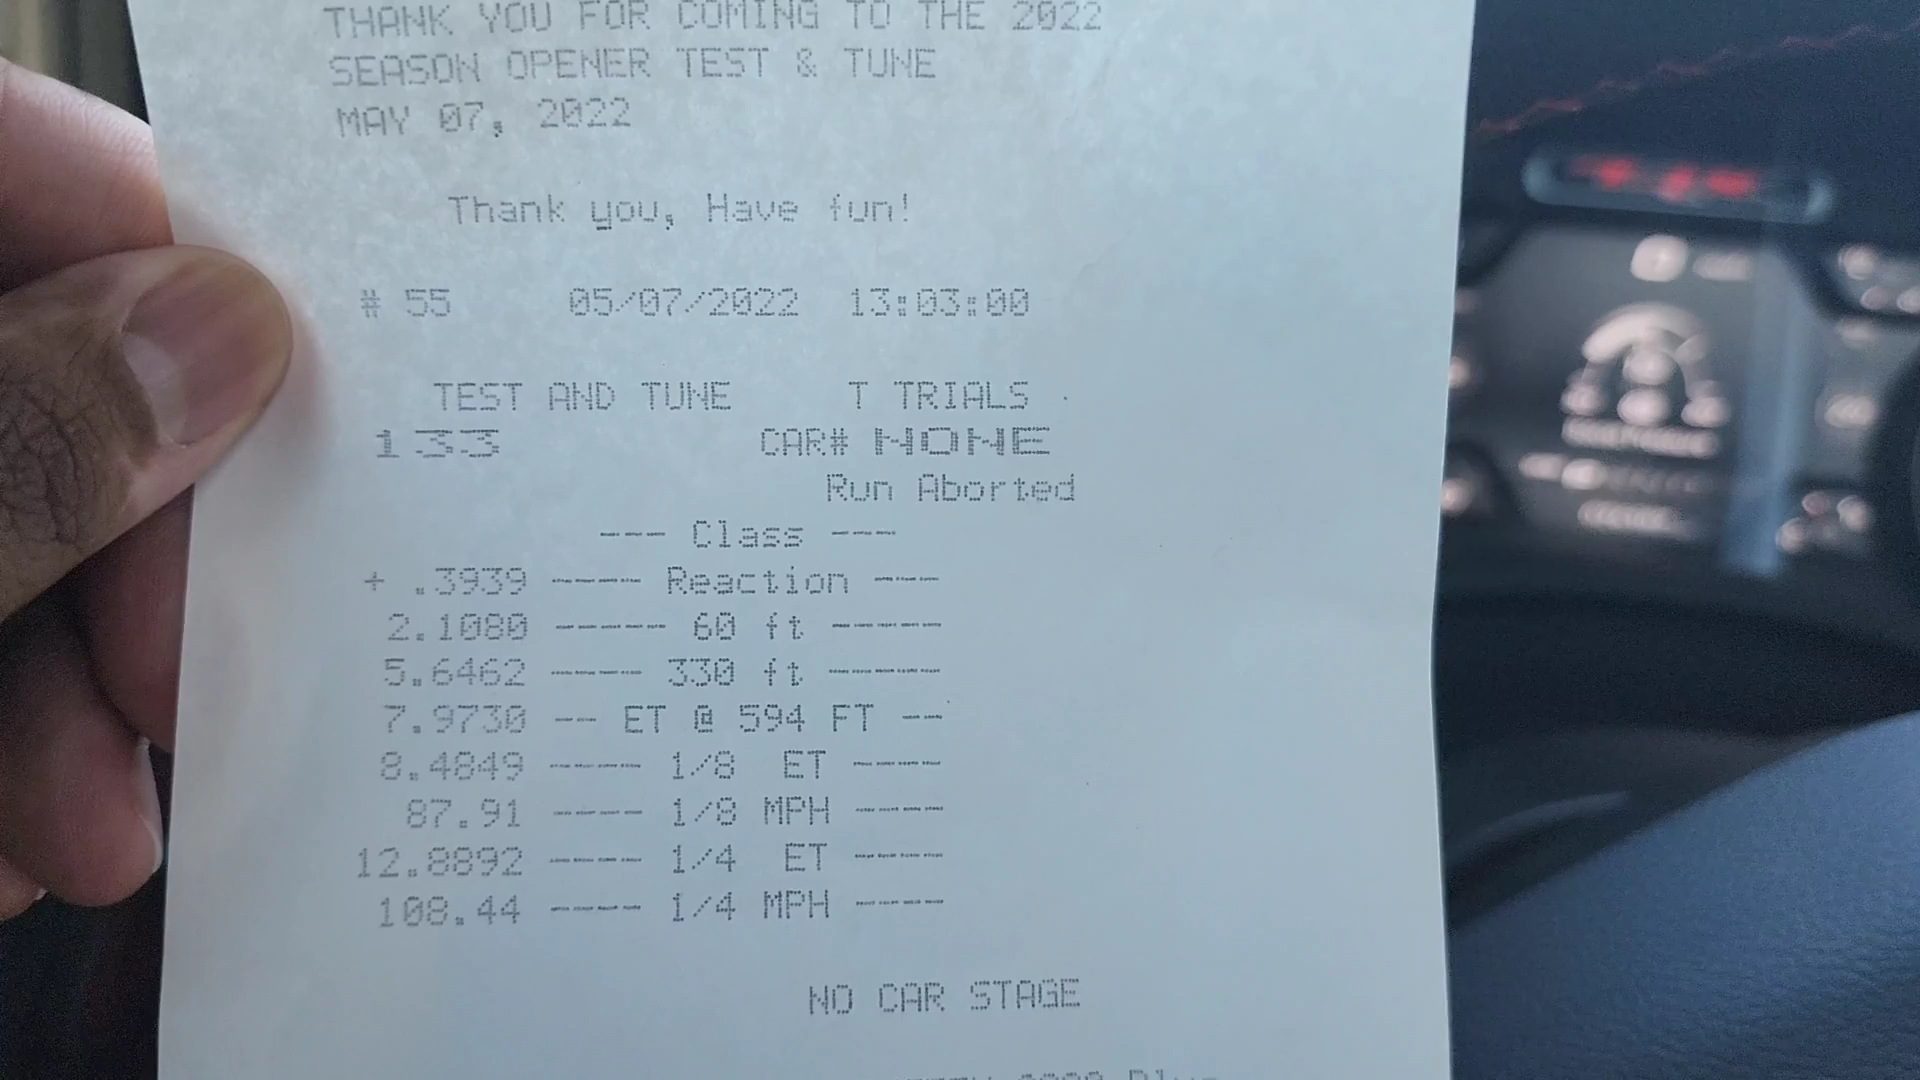 THANK YOU FOR COMING TO THE 2022
SEASON OPENER TEST & TUNE
MAY 07, 2022
Thank you, Have fun!
# 55 05/07/2022 13:03:00
TEST AND TUNE T TRIALS
133 CAR# NONE
Run Aborted
---- Class ----
+ .3939 ---- Reaction ----
2.1080 ---- 60 ft ----
5.6462 ---- 330 ft ----
7.9730 -- ET @ 594 FT --
8.4849 ---- 1/8 ET ----
87.91 ---- 1/8 MPH ----
12.8892 ---- 1/4 ET ----
108.44 ---- 1/4 MPH ----
NO CAR STAGE